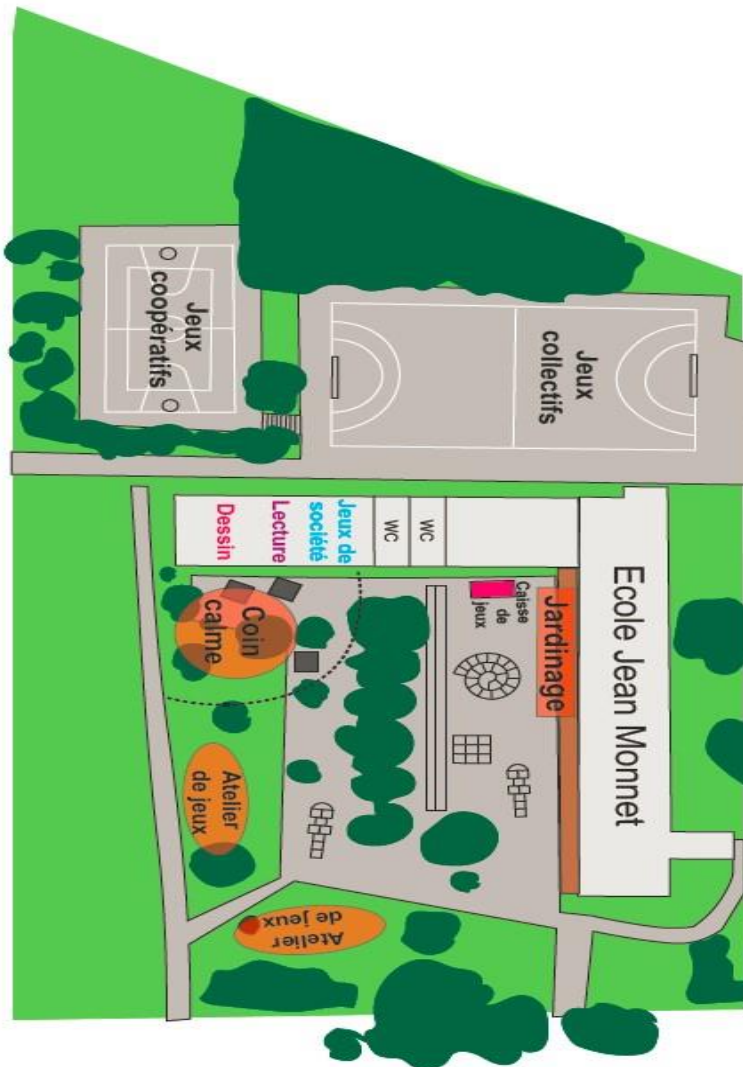 Ecole Jean Monnet
Jeux
collectifs
Jeux
coopératifs
Jardinage
Caisse
de
jeux
WC
WC
Jeux de
société
Lecture
Dessin
Coin
calme
Atelier
de jeux
Atelier
de jeux